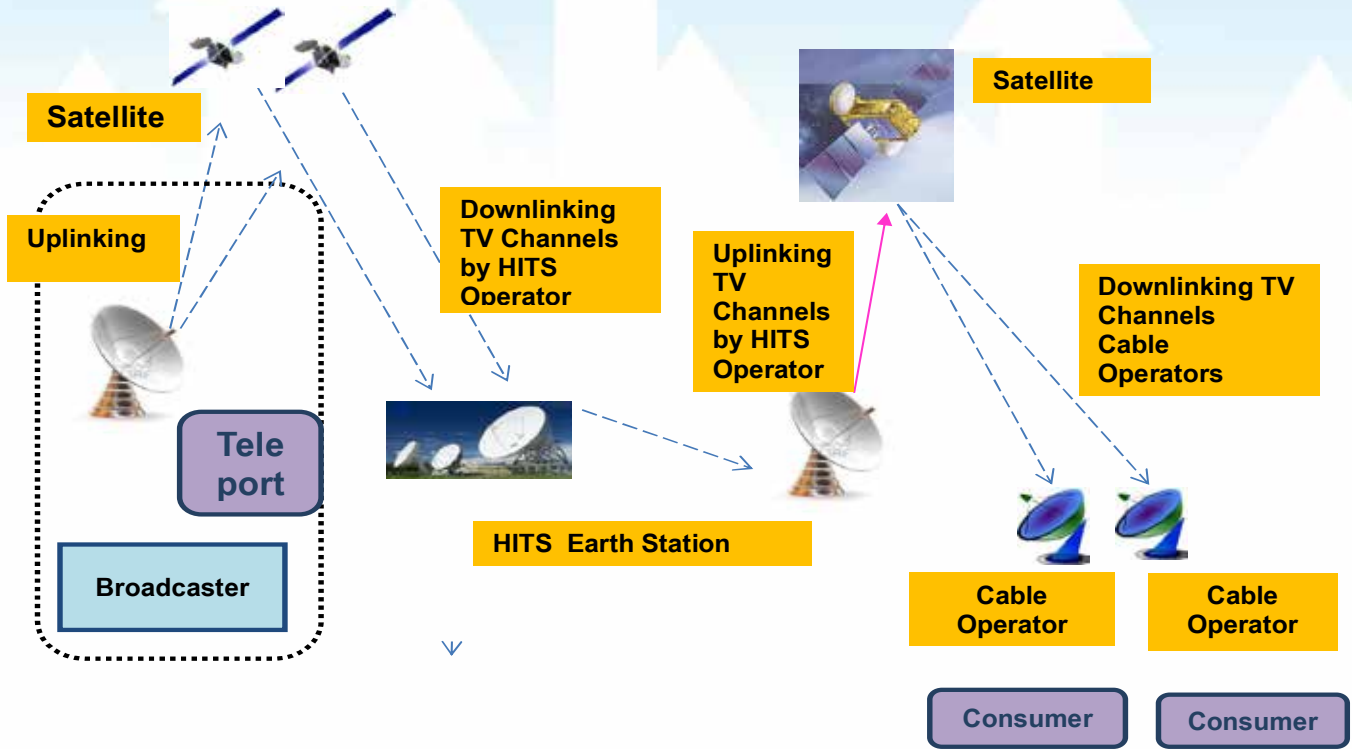 Satellite
Satellite
Uplinking
Downlinking
TV Channels
by HITS
Operator
Uplinking
TV
Channels
by HITS
Operator
Downlinking TV
Channels
Cable
Operators
Tele
port
HITS Earth Station
Broadcaster
Cable
Operator
Cable
Operator
Consumer
Consumer